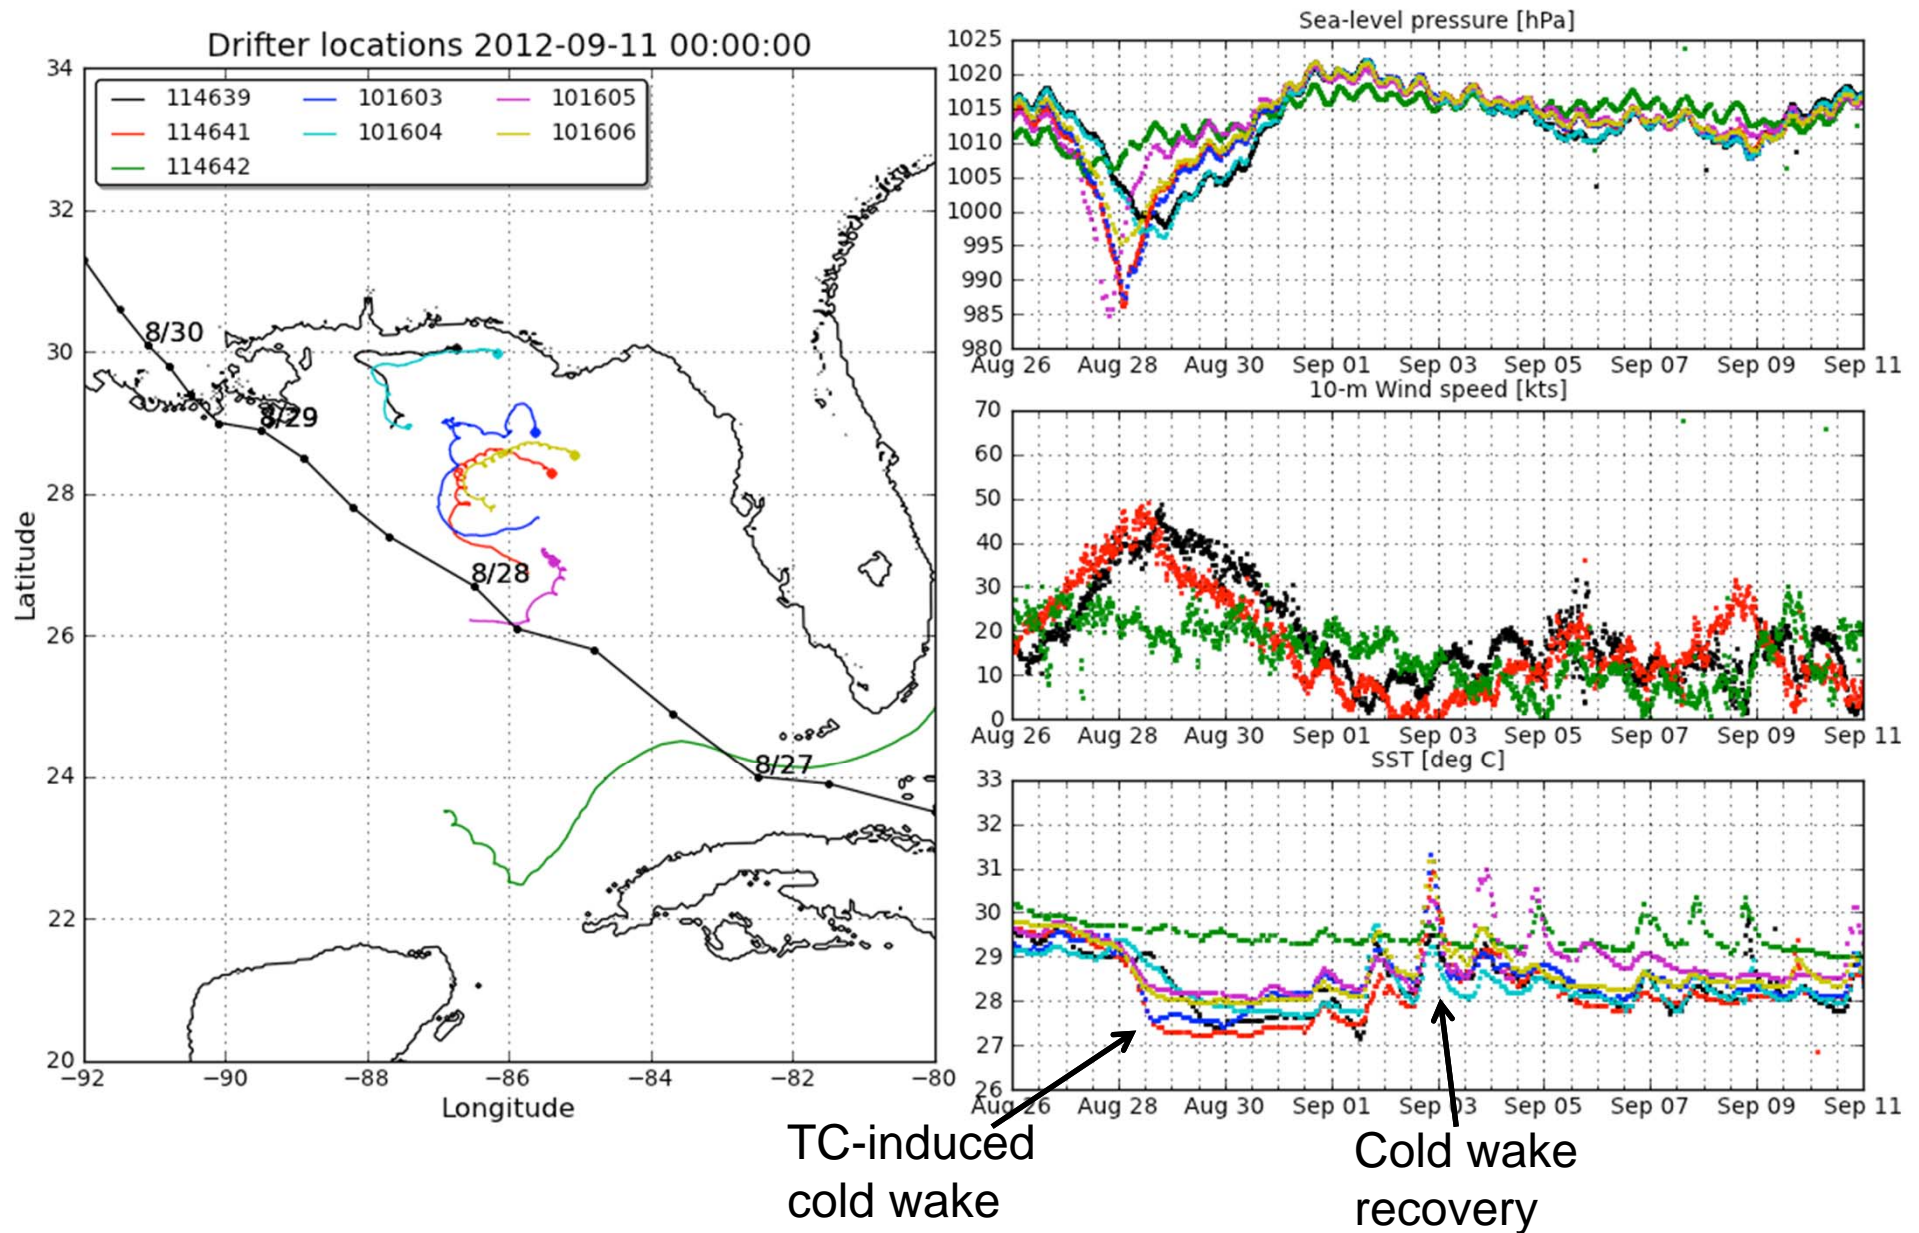 Drifter locations 2012-09-11 00:00:00
34
32
30
28
26
24
22
20
Latitude
114639
114641
114642
101603
101604
101605
101606
8/30
8/29
8/28
8/27
−92
−90
−88
−86
−84
−82
−80
Longitude
Sea-level pressure [hPa]
1025
1020
1015
1010
1005
1000
995
990
985
980
Aug 26
Aug 28
Aug 30
Sep 01
Sep 03
Sep 05
Sep 07
Sep 09
Sep 11
10-m Wind speed [kts]
70
60
50
40
30
20
10
0
Aug 26
Aug 28
Aug 30
Sep 01
Sep 03
Sep 05
Sep 07
Sep 09
Sep 11
SST [deg C]
33
32
31
30
29
28
27
26
Aug 26
Aug 28
Aug 30
Sep 01
Sep 03
Sep 05
Sep 07
Sep 09
Sep 11
TC-induced
cold wake
Cold wake
recovery